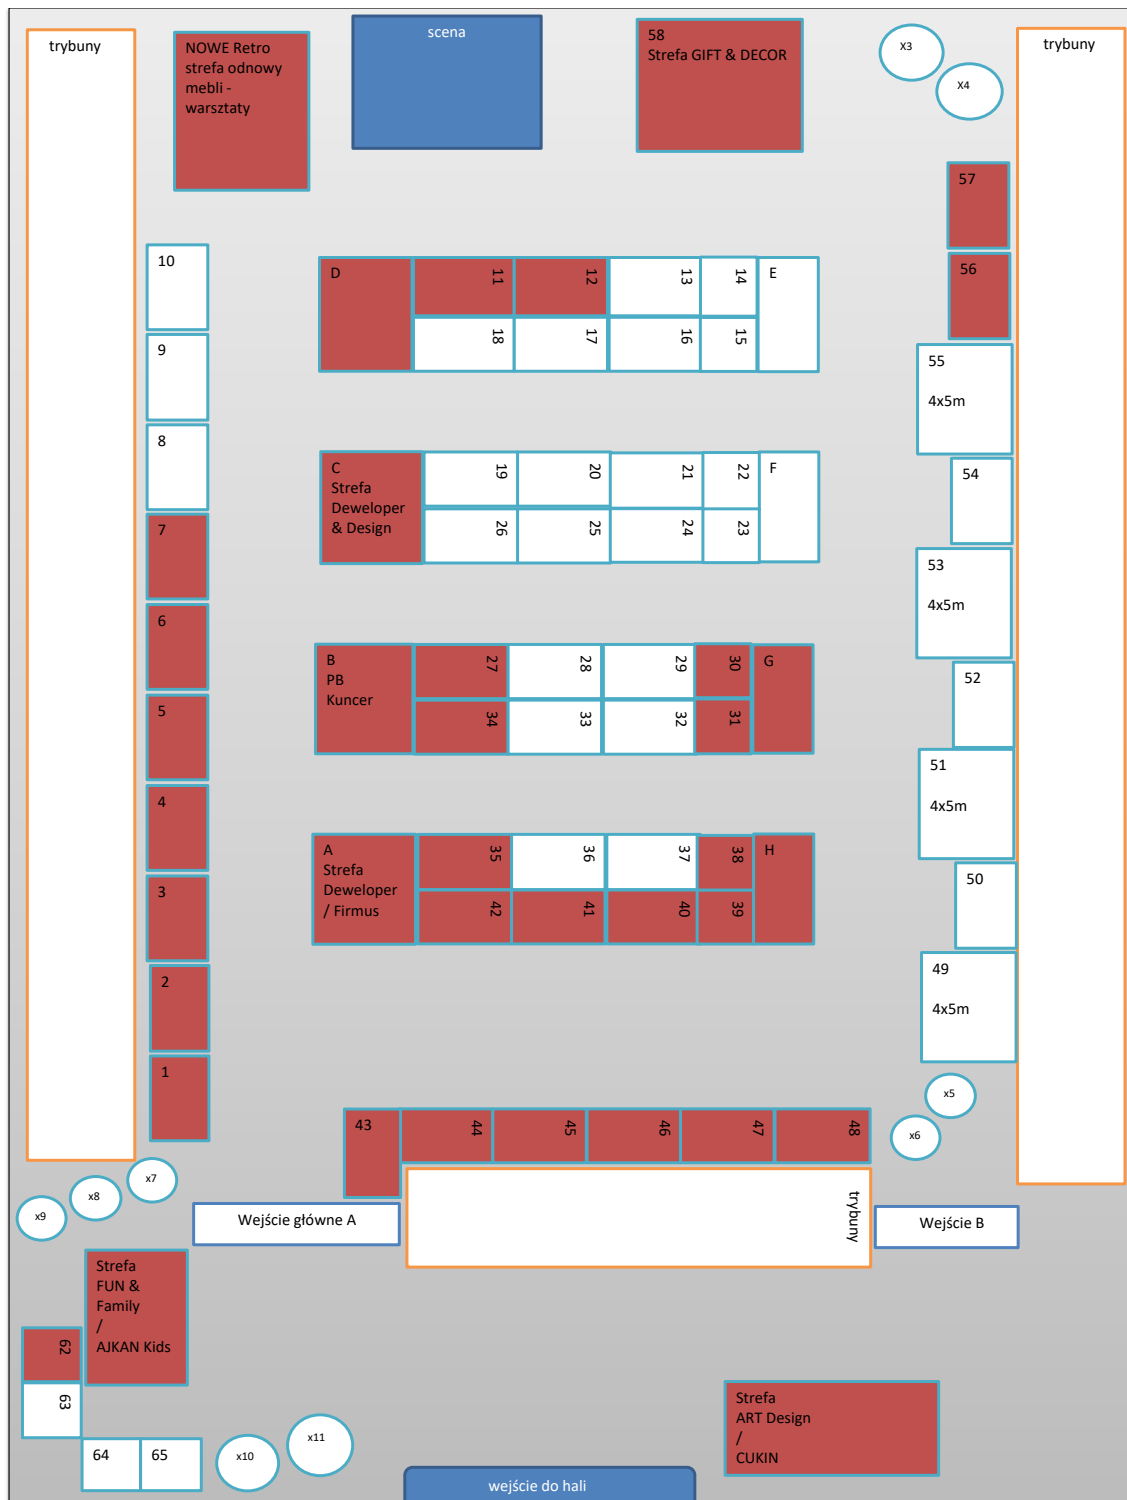 trybuny
NOWE Retro
strefa odnowy
mebli -
warsztaty
scena
58
Strefa GIFT & DECOR
X3
X4
trybuny
57
56
55
4x5m
54
53
4x5m
52
51
4x5m
50
49
4x5m
x5
x6
10
9
8
7
6
5
4
3
2
1
D
11
12
13
14
E
18
17
16
15
C
Strefa
Deweloper
& Design
19
20
21
22
F
26
25
24
23
B
PB
Kuncer
27
28
29
30
G
34
33
32
31
A
Strefa
Deweloper
/ Firmus
35
36
37
38
H
42
41
40
39
43
44
45
46
47
48
trybuny
x7
x8
x9
Wejście główne A
Wejście B
Strefa
FUN &
Family
/
AJKAN Kids
62
63
64
65
x10
x11
Strefa
ART Design
/
CUKIN
wejście do hali